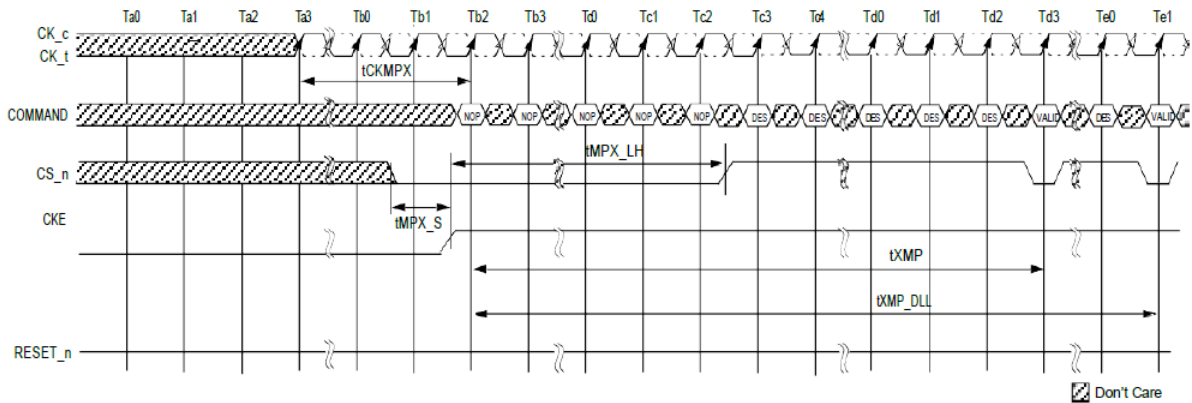 Ta0 Ta1 Ta2 Ta3 Tb0 Tb1 Tb2 Tb3 Td0 Tc1 Tc2 Tc3 Tc4 Td0 Td1 Td2 Td3 Te0 Te1
CK_c
CK_t
tCKMPX
COMMAND NOP NOP NOP NOP NOP DES DES DES DES DES VALID DES VALID
tMPX_LH
CS_n
tMPX_S
CKE
tXMP
tXMP_DLL
RESET_n
Don't Care